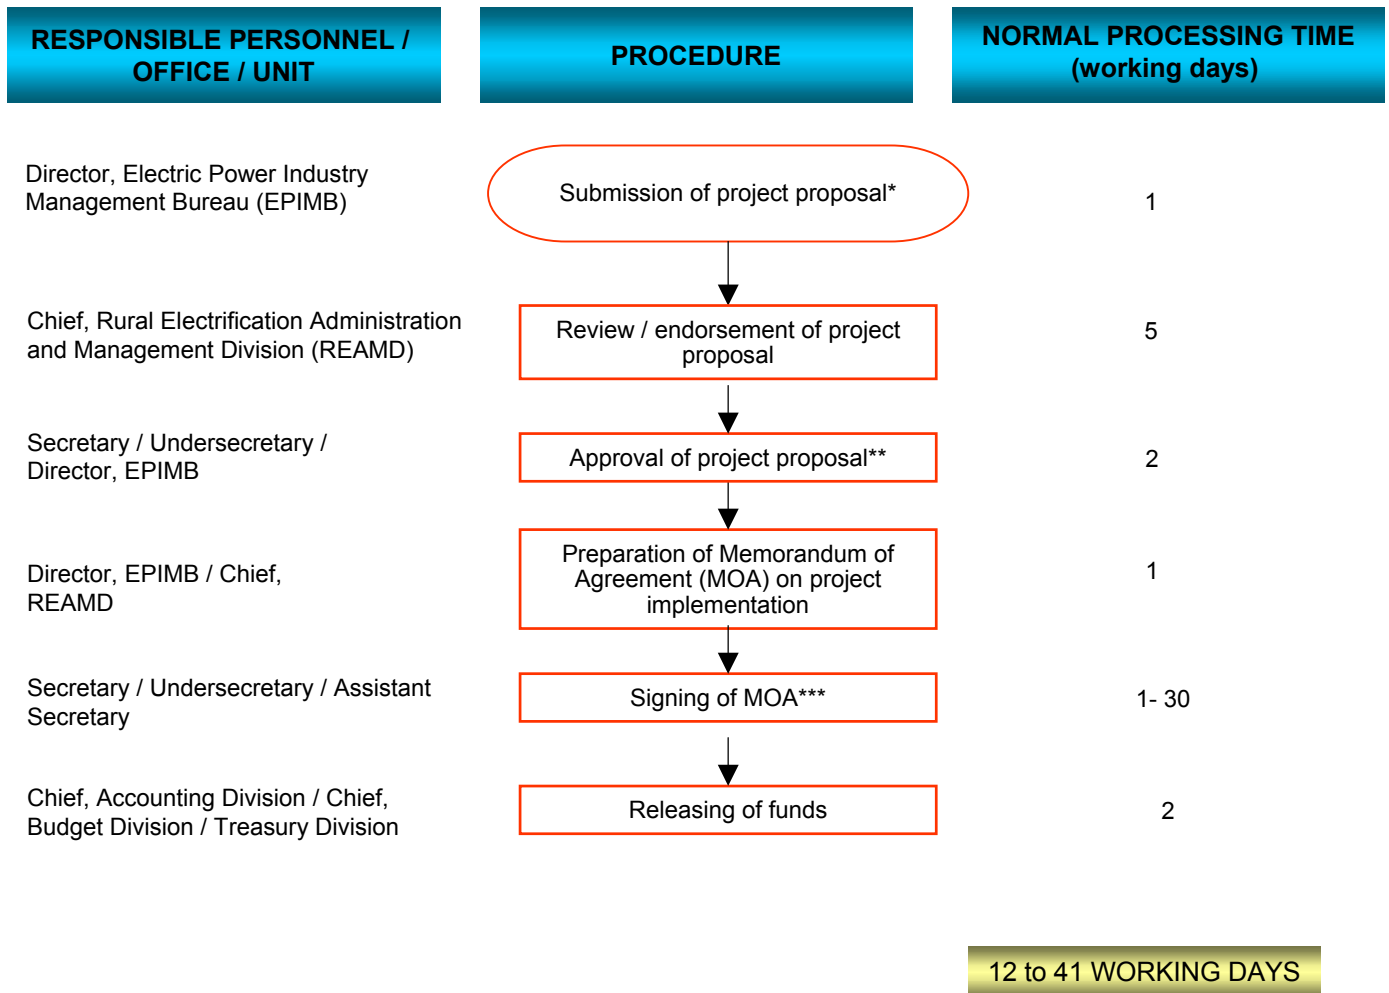 RESPONSIBLE PERSONNEL /
OFFICE / UNIT
PROCEDURE
NORMAL PROCESSING TIME
(working days)
Director, Electric Power Industry
Management Bureau (EPIMB)
Submission of project proposal*
1
Chief, Rural Electrification Administration
and Management Division (REAMD)
Review / endorsement of project
proposal
5
Secretary / Undersecretary /
Director, EPIMB
Approval of project proposal**
2
Director, EPIMB / Chief,
REAMD
Preparation of Memorandum of
Agreement (MOA) on project
implementation
1
Secretary / Undersecretary / Assistant
Secretary
Signing of MOA***
1- 30
Chief, Accounting Division / Chief,
Budget Division / Treasury Division
Releasing of funds
2
12 to 41 WORKING DAYS